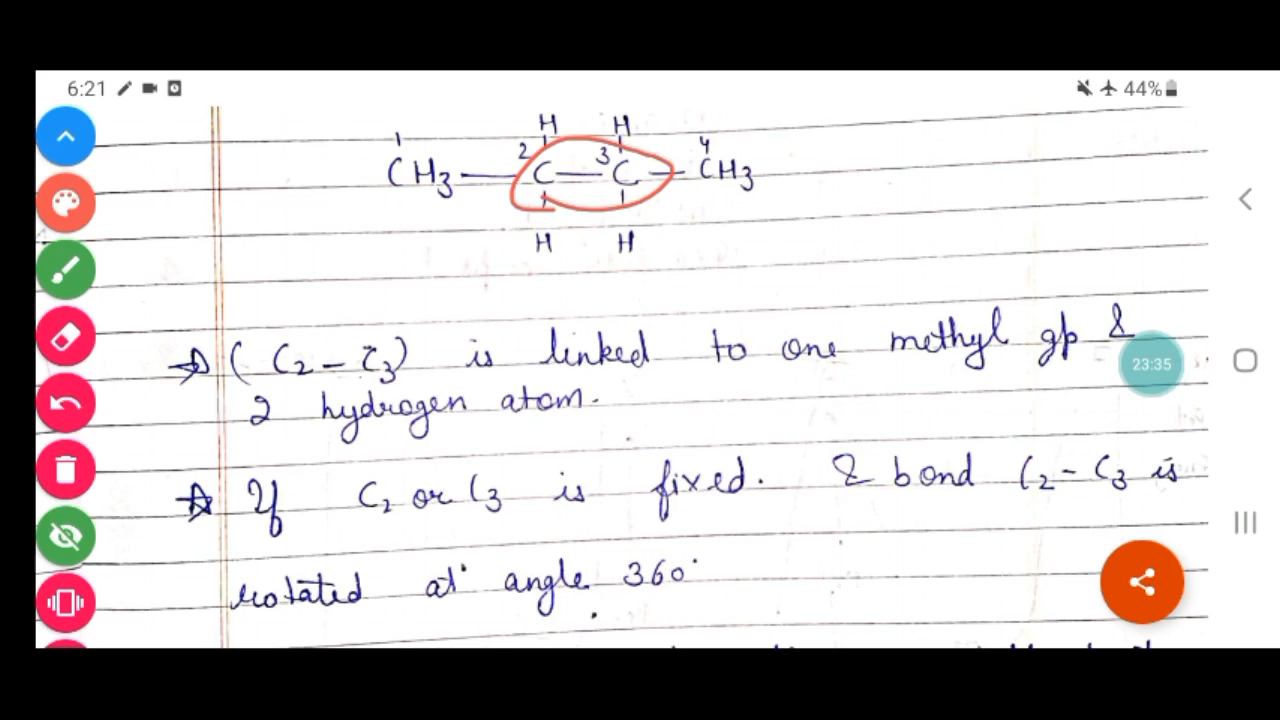 6:21 44%
H H
1 2 3 4
CH3 — C — C — CH3
H H
→ ( C2 – C3 ) is linked to one methyl gp &
23:35
2 hydrogen atom.
☆ If C2 or C3 is fixed. & bond C2 – C3 is
rotated at angle 360°